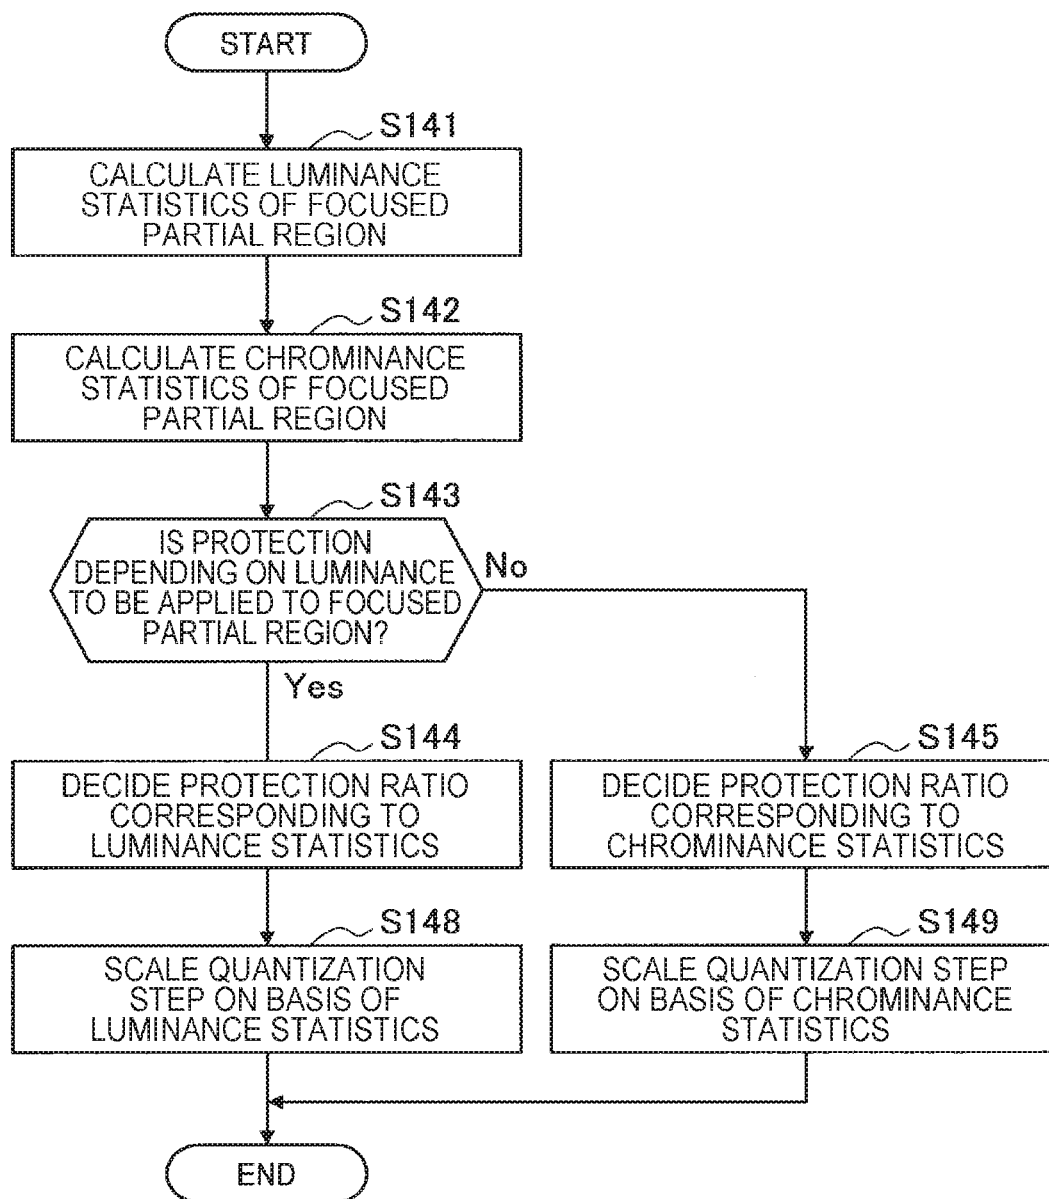 START
S141
CALCULATE LUMINANCE
STATISTICS OF FOCUSED
PARTIAL REGION
S142
CALCULATE CHROMINANCE
STATISTICS OF FOCUSED
PARTIAL REGION
S143
IS PROTECTION
DEPENDING ON LUMINANCE
TO BE APPLIED TO FOCUSED
PARTIAL REGION?
No
Yes
S144
DECIDE PROTECTION RATIO
CORRESPONDING TO
LUMINANCE STATISTICS
S145
DECIDE PROTECTION RATIO
CORRESPONDING TO
CHROMINANCE STATISTICS
S148
SCALE QUANTIZATION
STEP ON BASIS OF
LUMINANCE STATISTICS
S149
SCALE QUANTIZATION STEP
ON BASIS OF CHROMINANCE
STATISTICS
END